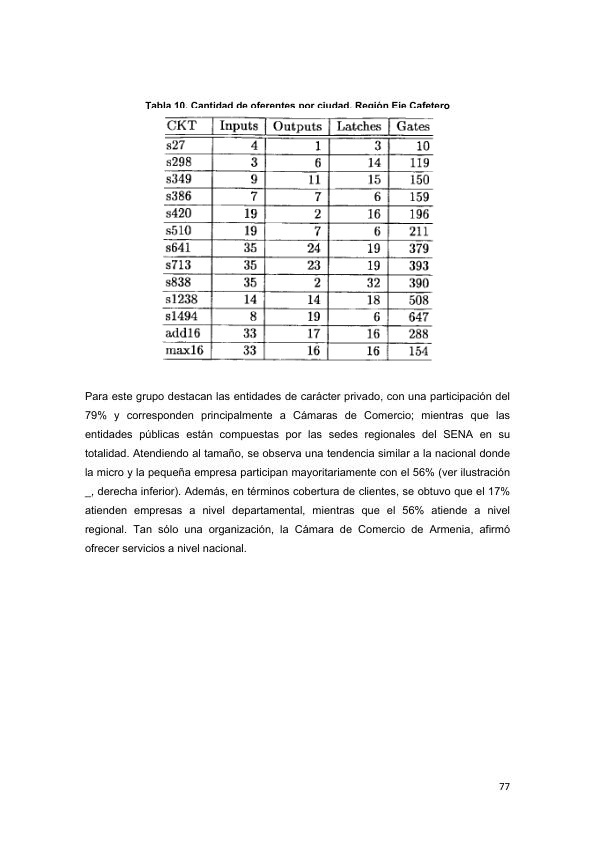 Tabla 10. Cantidad de oferentes por ciudad. Región Eje Cafetero
CKT Inputs Outputs Latches Gates
s27 4 1 3 10
s298 3 6 14 119
s349 9 11 15 150
s386 7 7 6 159
s420 19 2 16 196
s510 19 7 6 211
s641 35 24 19 379
s713 35 23 19 393
s838 35 2 32 390
s1238 14 14 18 508
s1494 8 19 6 647
add16 33 17 16 288
max16 33 16 16 154
Para este grupo destacan las entidades de carácter privado, con una participación del
79% y corresponden principalmente a Cámaras de Comercio; mientras que las
entidades públicas están compuestas por las sedes regionales del SENA en su
totalidad. Atendiendo al tamaño, se observa una tendencia similar a la nacional donde
la micro y la pequeña empresa participan mayoritariamente con el 56% (ver ilustración
_, derecha inferior). Además, en términos cobertura de clientes, se obtuvo que el 17%
atienden empresas a nivel departamental, mientras que el 56% atiende a nivel
regional. Tan sólo una organización, la Cámara de Comercio de Armenia, afirmó
ofrecer servicios a nivel nacional.
77